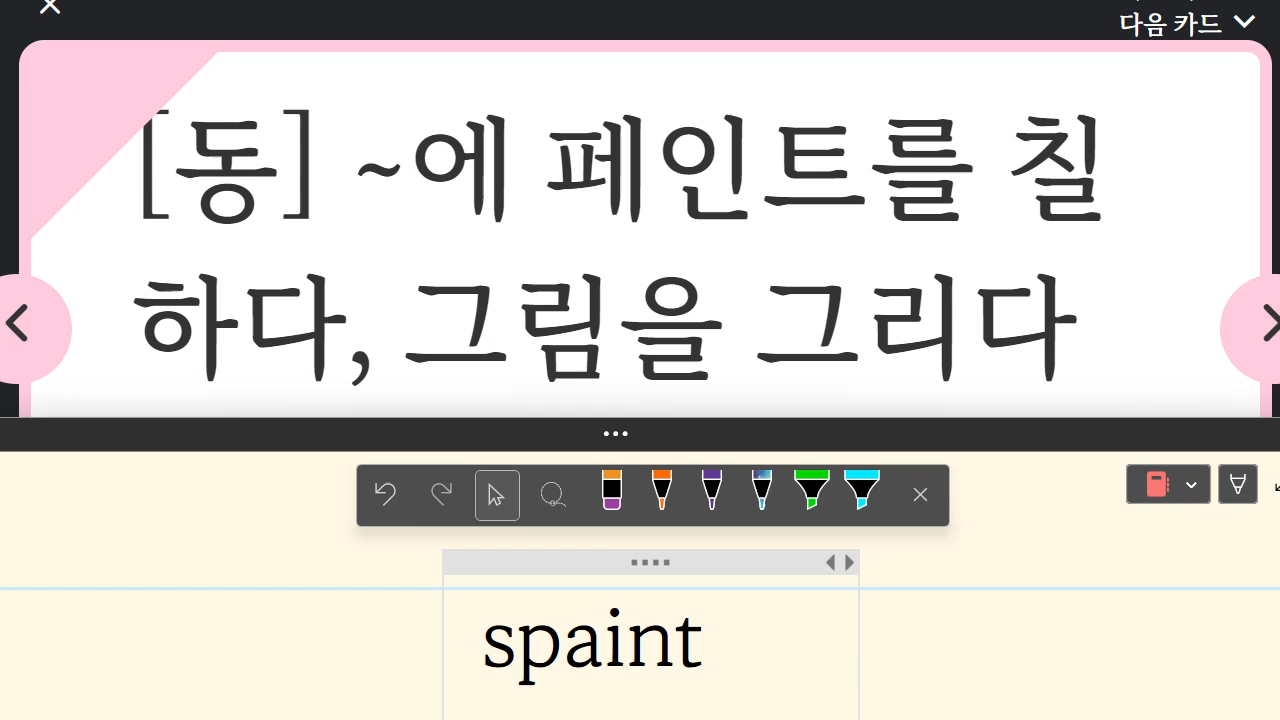 다음 카드
[동] ~에 페인트를 칠
하다, 그림을 그리다
spaint